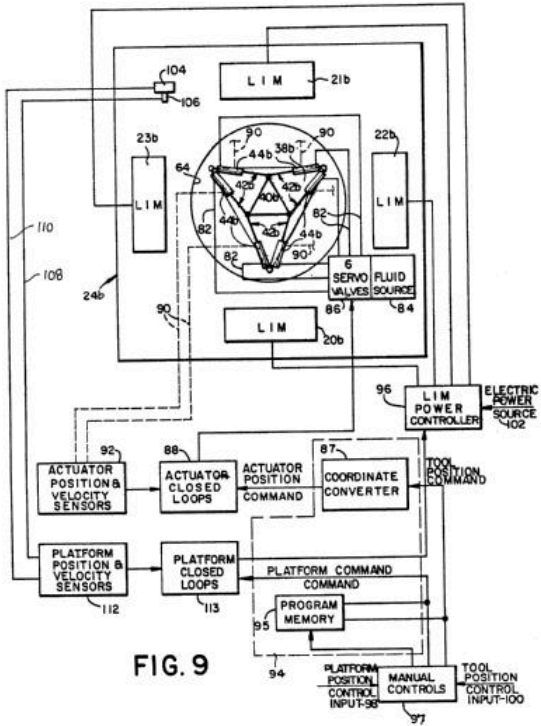 104
106
LIM
21b
23b
90
90
22b
64
44b
38b
42b
40b
42b
LIM
LIM
110
82
44b
42b
44b
82
108
82
90
24b
6
SERVO
VALVES
FLUID
SOURCE
86
84
LIM
20b
90
96
LIM
POWER
CONTROLLER
ELECTRIC
POWER
SOURCE
102
92
88
87
ACTUATOR
POSITION &
VELOCITY
SENSORS
ACTUATOR
CLOSED
LOOPS
ACTUATOR
POSITION
COMMAND
COORDINATE
CONVERTER
TOOL
POSITION
COMMAND
PLATFORM
POSITION &
VELOCITY
SENSORS
PLATFORM
CLOSED
LOOPS
PLATFORM COMMAND
COMMAND
112
113
95
PROGRAM
MEMORY
94
FIG. 9
PLATFORM
POSITION
CONTROL
INPUT-98
MANUAL
CONTROLS
97
TOOL
POSITION
CONTROL
INPUT-100